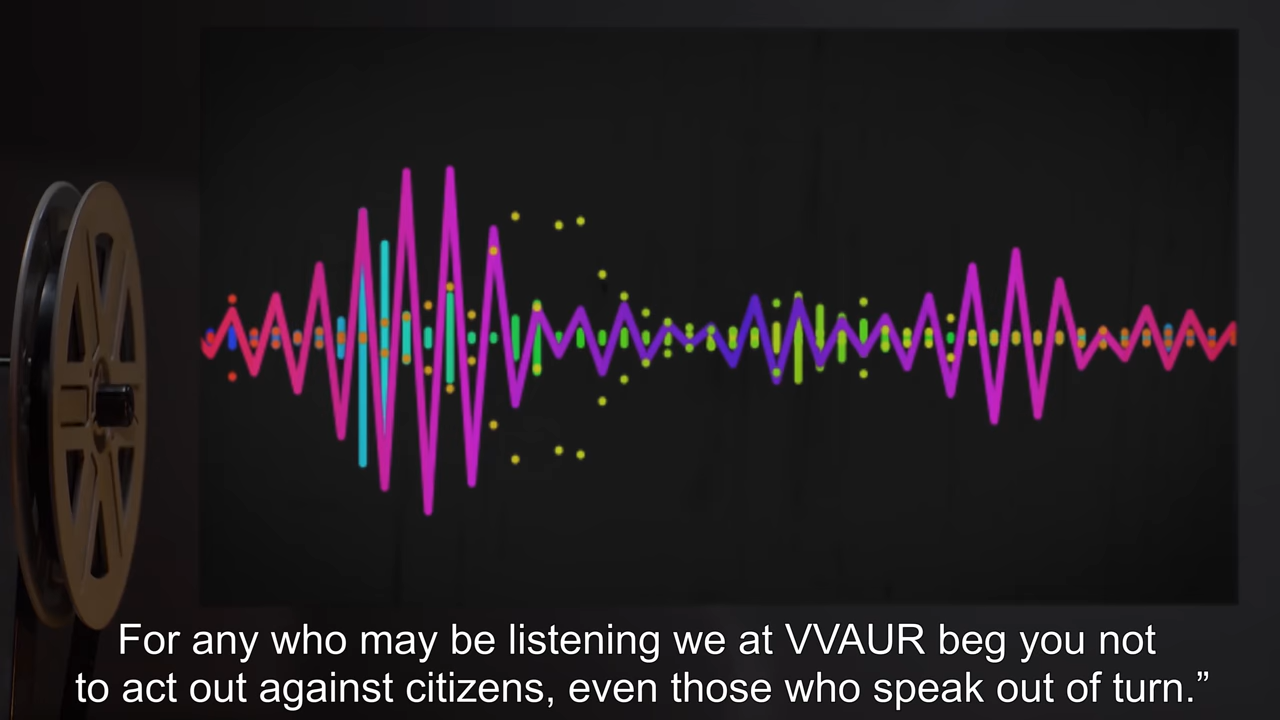 For any who may be listening we at VVAUR beg you not
to act out against citizens, even those who speak out of turn.”